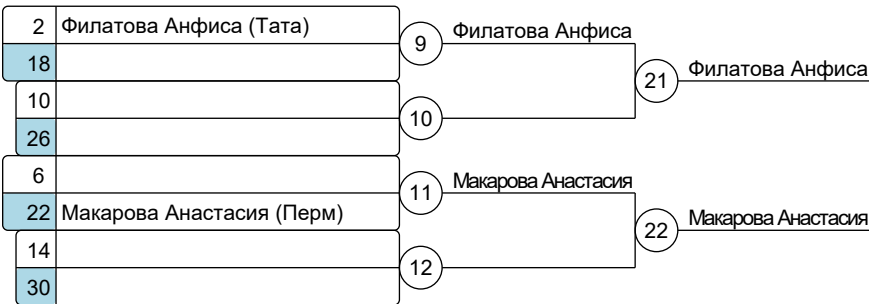 2 Филатова Анфиса (Тата)
9 Филатова Анфиса
18
21 Филатова Анфиса
10
10
26
6
11 Макарова Анастасия
22 Макарова Анастасия (Перм)
22 Макарова Анастасия
14
12
30